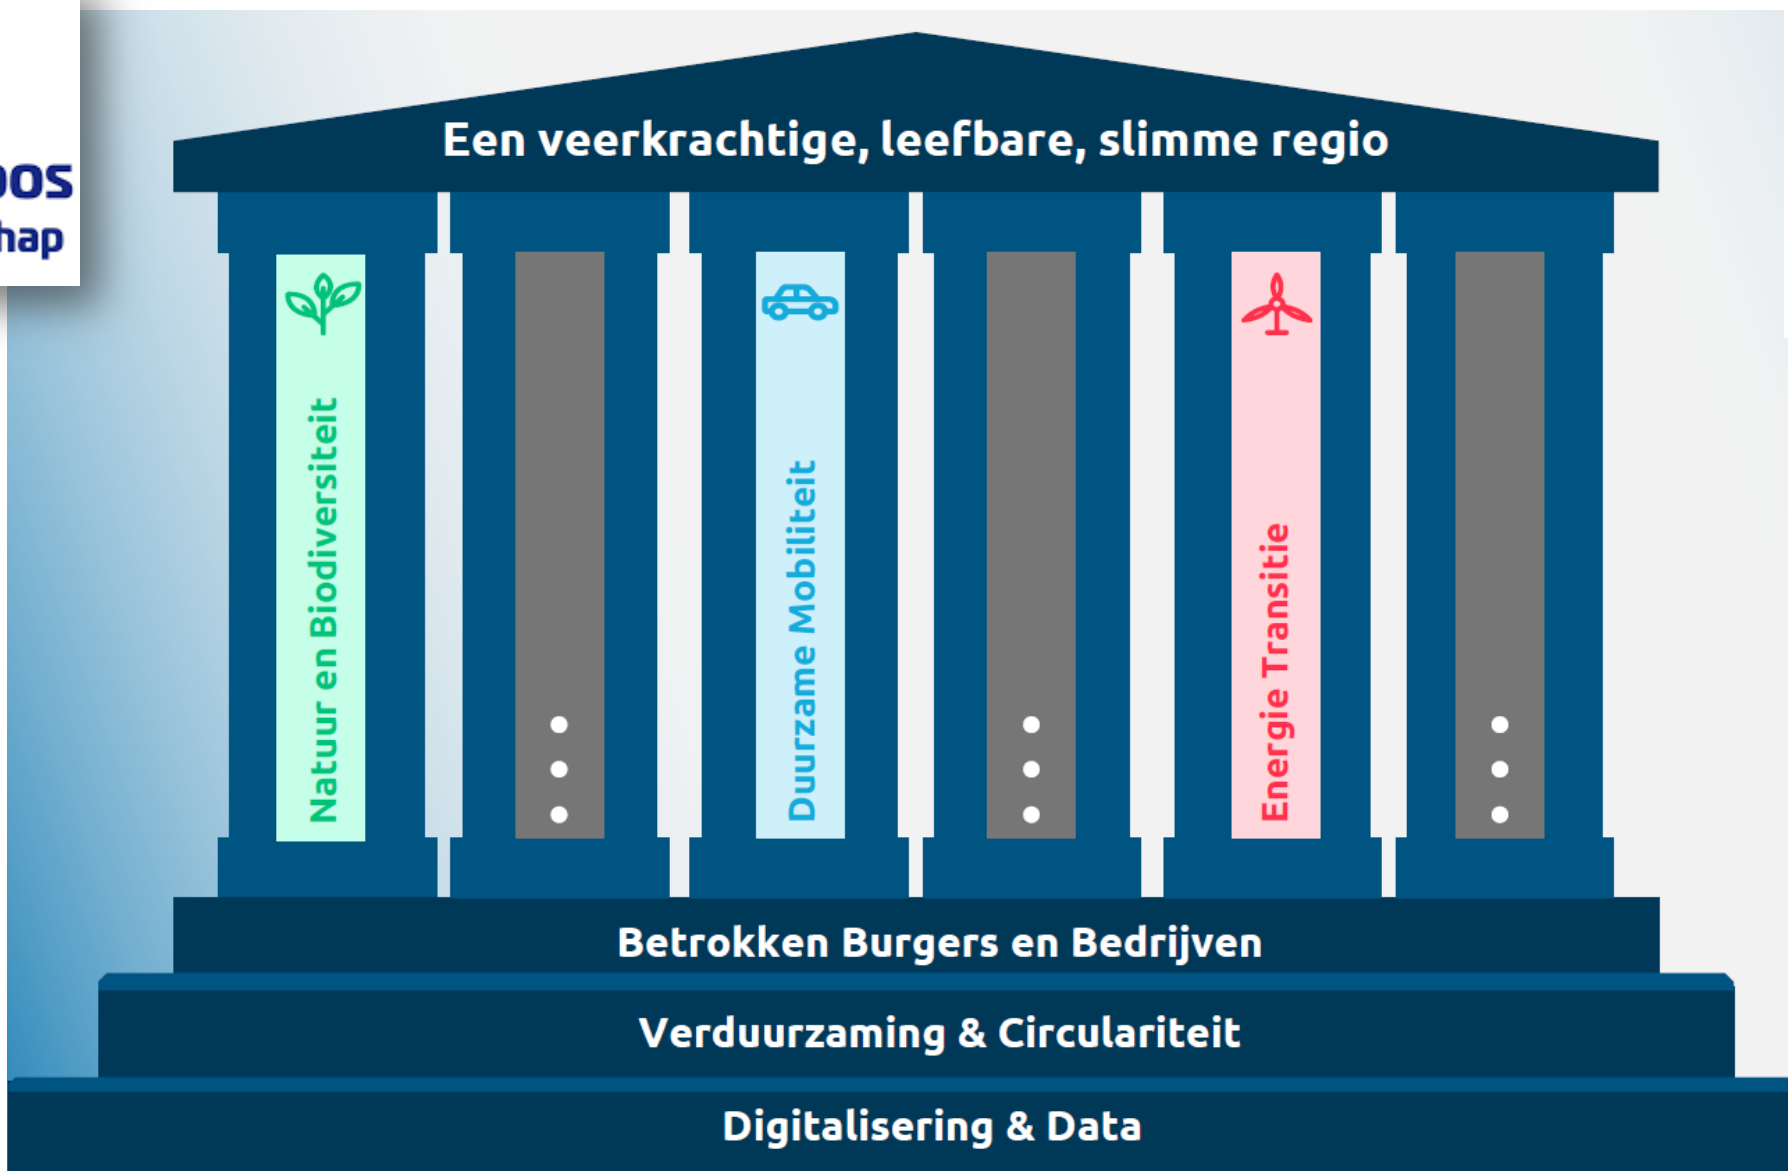 Een veerkrachtige, leefbare, slimme regio
Natuur en Biodiversiteit
Duurzame Mobiliteit
Energie Transitie
Betrokken Burgers en Bedrijven
Verduurzaming & Circulariteit
Digitalisering & Data